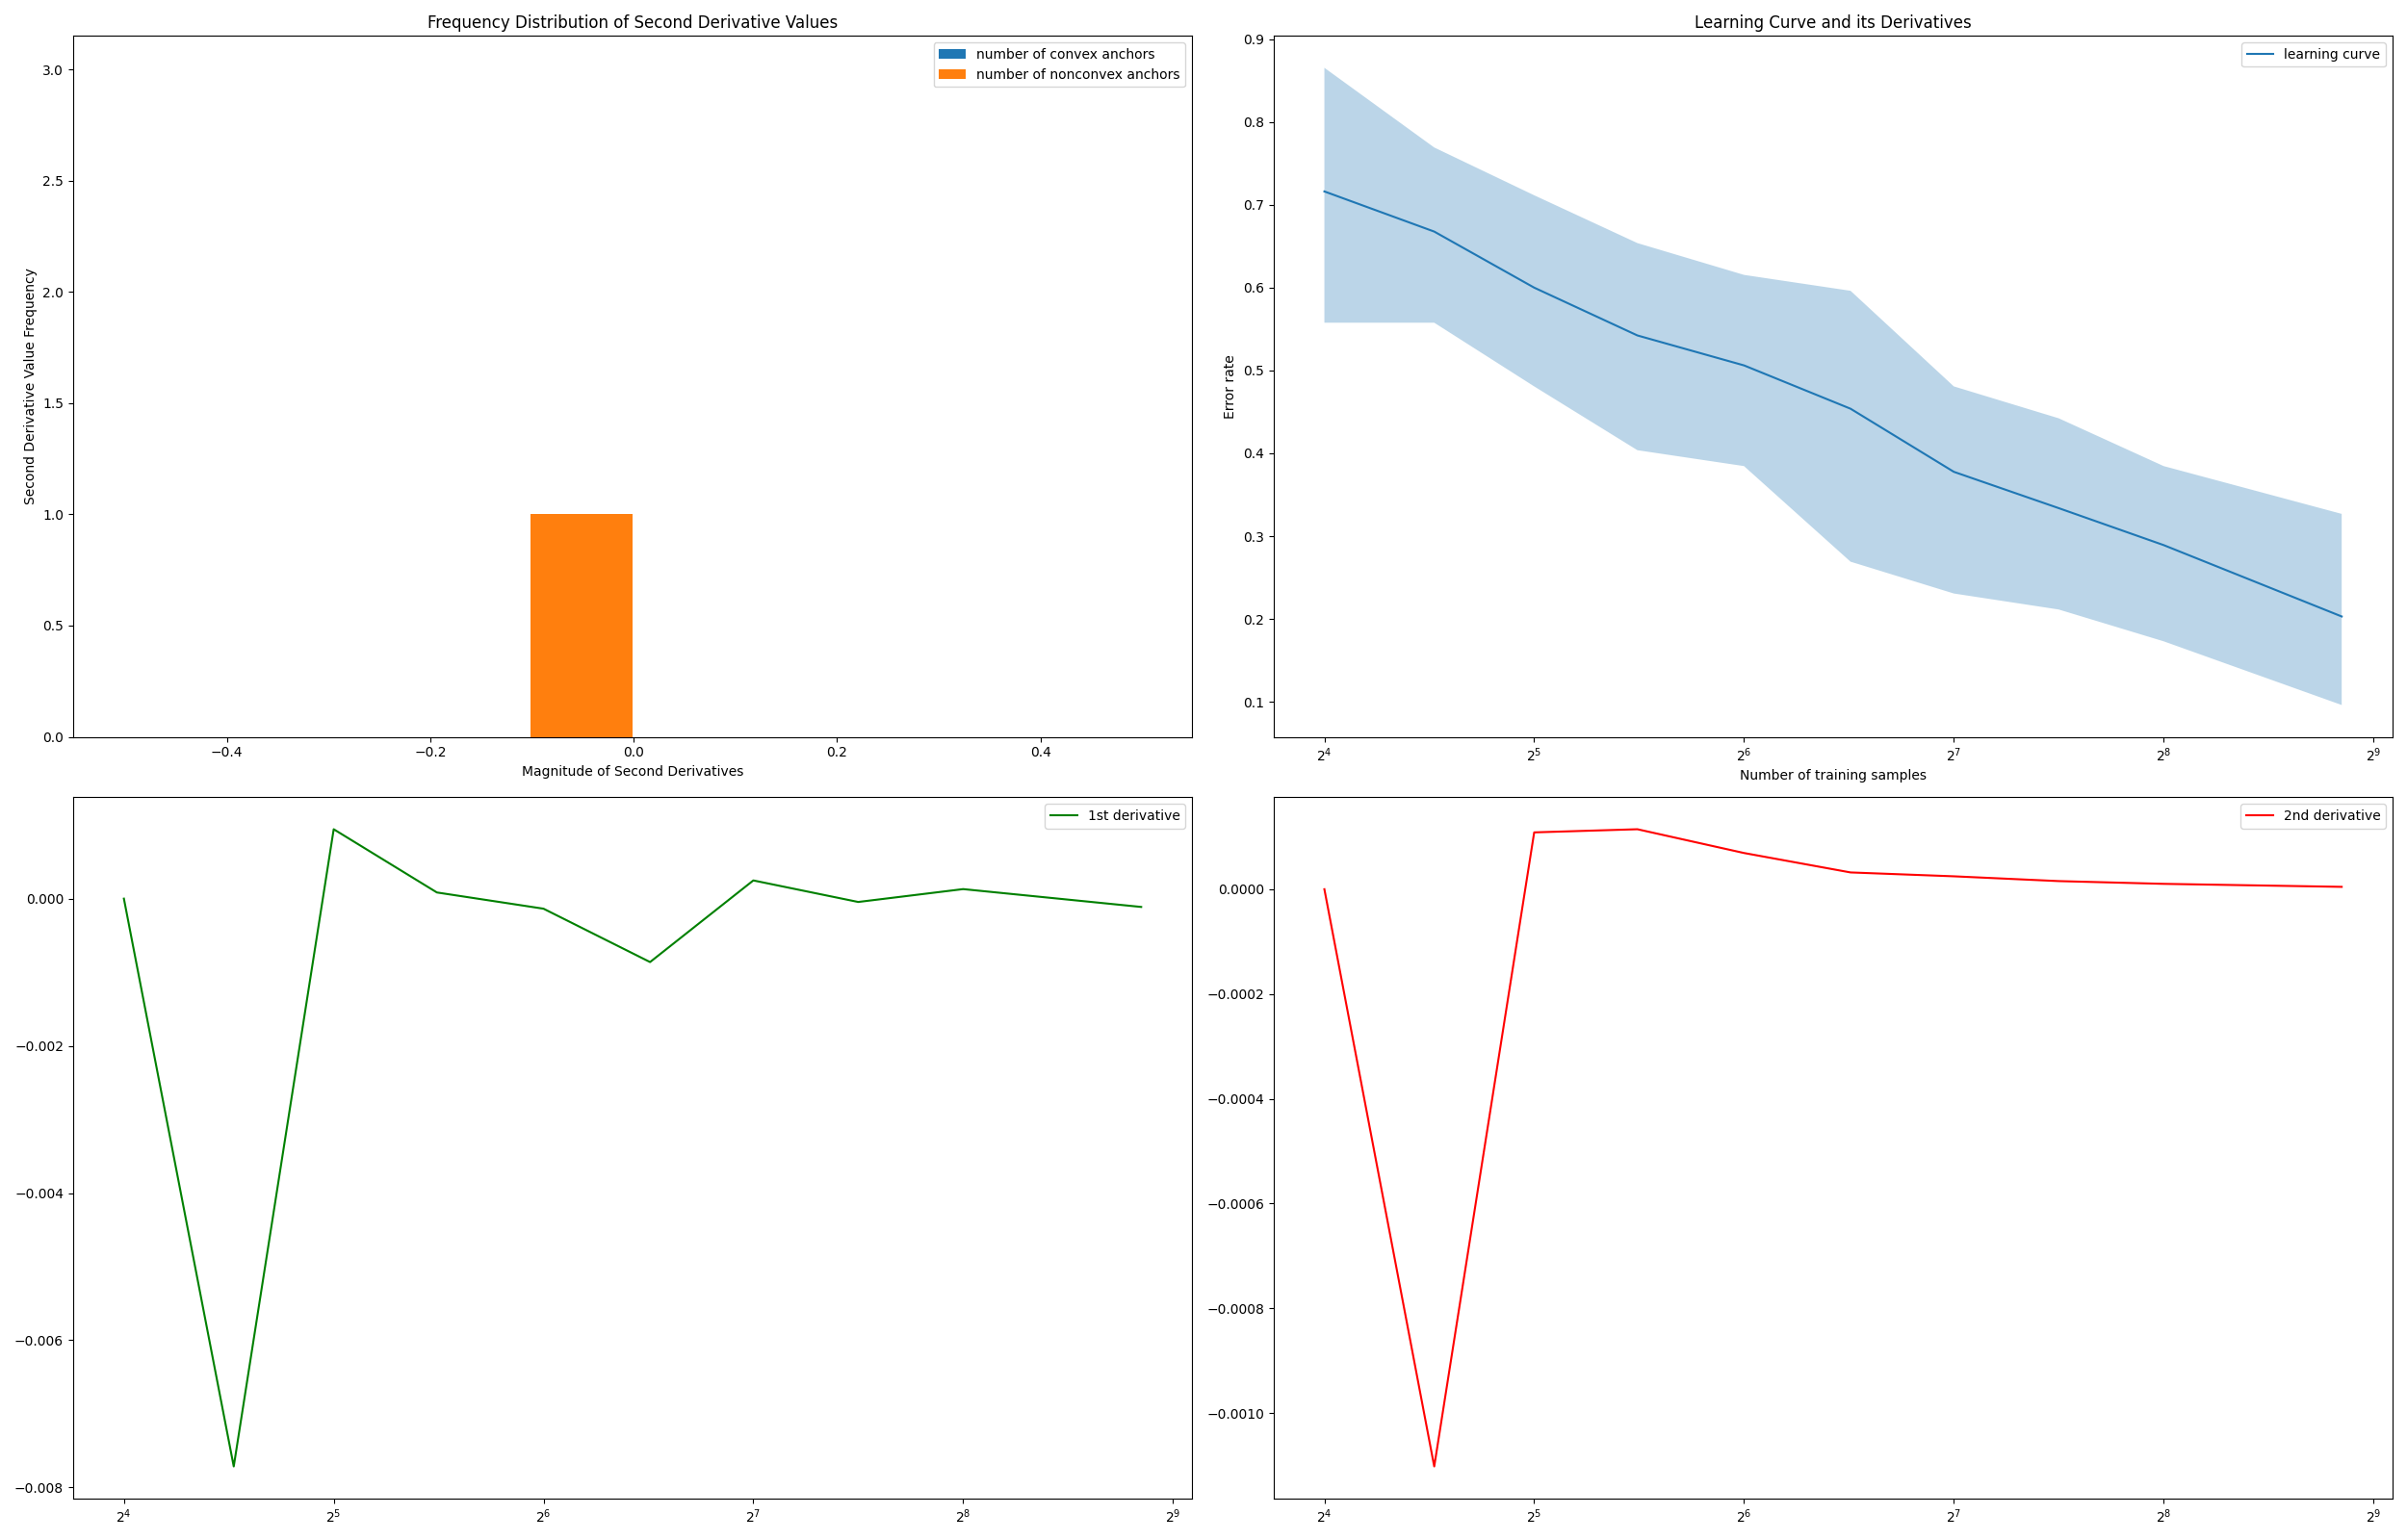 Frequency Distribution of Second Derivative Values
number of convex anchors
number of nonconvex anchors
3.0
2.5
2.0
1.5
1.0
0.5
0.0
Second Derivative Value Frequency
−0.4 −0.2 0.0 0.2 0.4
Magnitude of Second Derivatives
Learning Curve and its Derivatives
learning curve
0.9
0.8
0.7
0.6
0.5
0.4
0.3
0.2
0.1
Error rate
2⁴ 2⁵ 2⁶ 2⁷ 2⁸ 2⁹
Number of training samples
1st derivative
0.000
−0.002
−0.004
−0.006
−0.008
2⁴ 2⁵ 2⁶ 2⁷ 2⁸ 2⁹
2nd derivative
0.0000
−0.0002
−0.0004
−0.0006
−0.0008
−0.0010
2⁴ 2⁵ 2⁶ 2⁷ 2⁸ 2⁹